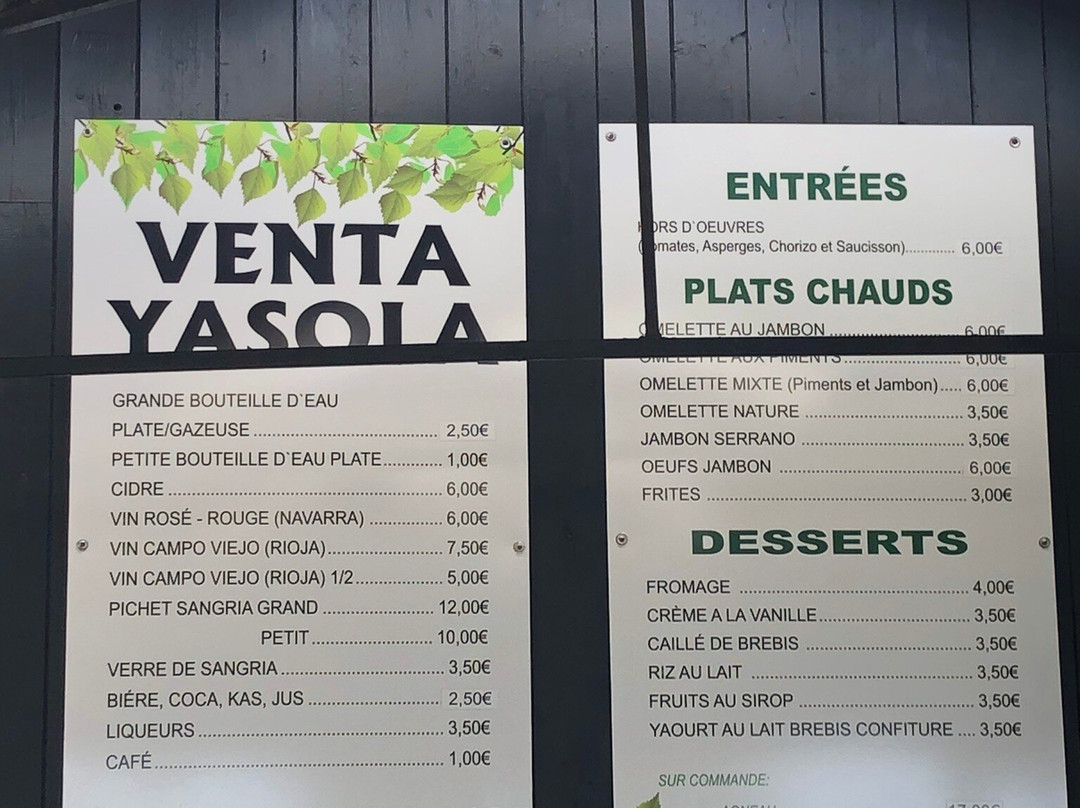 VENTA
YASOLA
GRANDE BOUTEILLE D`EAU
PLATE/GAZEUSE ........ 2,50€
PETITE BOUTEILLE D`EAU PLATE ........ 1,00€
CIDRE ........ 6,00€
VIN ROSÉ - ROUGE (NAVARRA) ........ 6,00€
VIN CAMPO VIEJO (RIOJA) ........ 7,50€
VIN CAMPO VIEJO (RIOJA) 1/2 ........ 5,00€
PICHET SANGRIA GRAND ........ 12,00€
PETIT ........ 10,00€
VERRE DE SANGRIA ........ 3,50€
BIÉRE, COCA, KAS, JUS ........ 2,50€
LIQUEURS ........ 3,50€
CAFÉ ........ 1,00€
ENTRÉES
HORS D`OEUVRES
(Tomates, Asperges, Chorizo et Saucisson) ........ 6,00€
PLATS CHAUDS
OMELETTE AU JAMBON ........ 6,00€
OMELETTE AUX PIMENTS ........ 6,00€
OMELETTE MIXTE (Piments et Jambon) ..... 6,00€
OMELETTE NATURE ........ 3,50€
JAMBON SERRANO ........ 3,50€
OEUFS JAMBON ........ 6,00€
FRITES ........ 3,00€
DESSERTS
FROMAGE ........ 4,00€
CRÈME A LA VANILLE ........ 3,50€
CAILLÉ DE BREBIS ........ 3,50€
RIZ AU LAIT ........ 3,50€
FRUITS AU SIROP ........ 3,50€
YAOURT AU LAIT BREBIS CONFITURE .... 3,50€
SUR COMMANDE:
AGNEAU